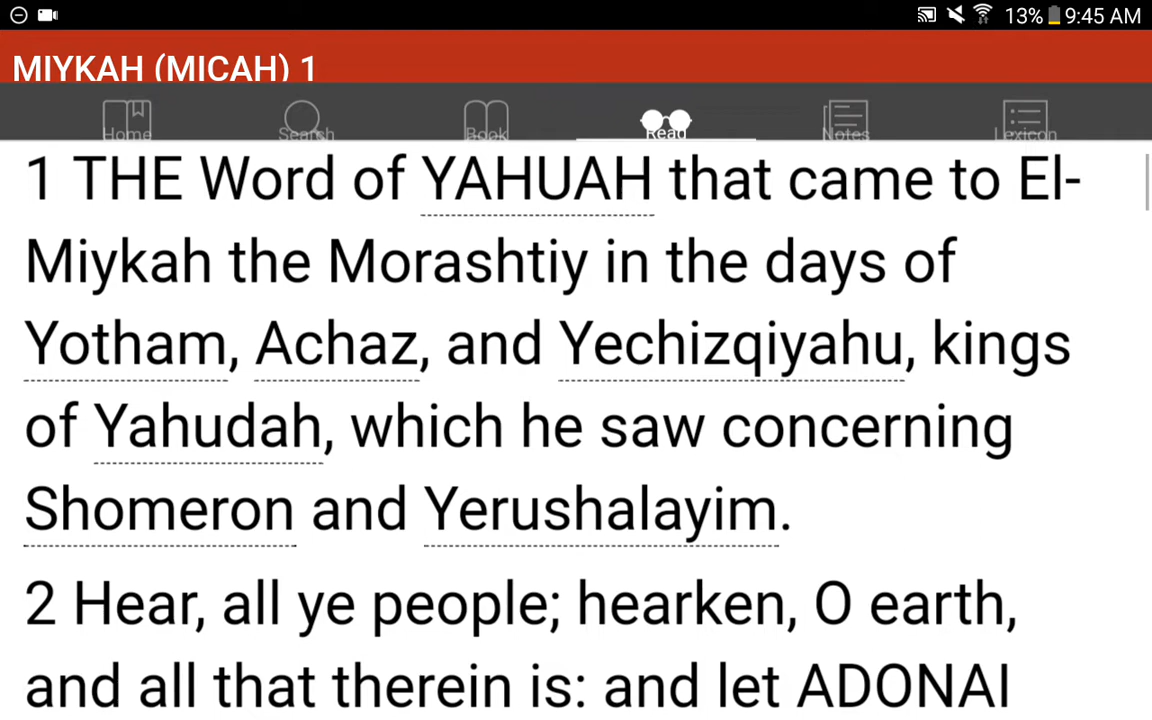 13% 9:45 AM
MIYKAH (MICAH) 1
Home Search Book Read Notes Lexicon
1 THE Word of YAHUAH that came to El-
Miykah the Morashtiy in the days of
Yotham, Achaz, and Yechizqiyahu, kings
of Yahudah, which he saw concerning
Shomeron and Yerushalayim.
2 Hear, all ye people; hearken, O earth,
and all that therein is: and let ADONAI